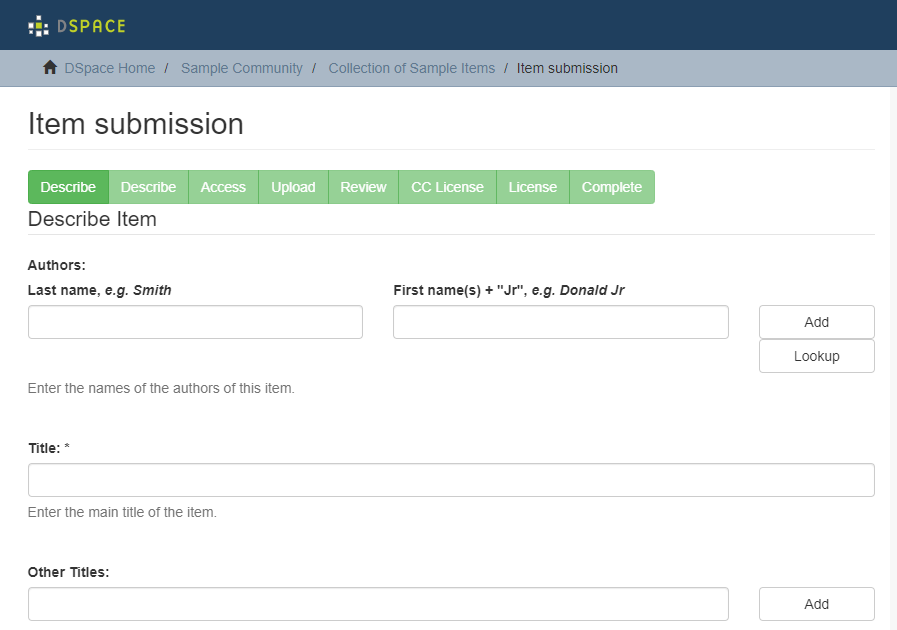 DSPACE
DSpace Home / Sample Community / Collection of Sample Items / Item submission
Item submission
Describe Describe Access Upload Review CC License License Complete
Describe Item
Authors:
Last name, e.g. Smith First name(s) + "Jr", e.g. Donald Jr
Add
Lookup
Enter the names of the authors of this item.
Title: *
Enter the main title of the item.
Other Titles:
Add